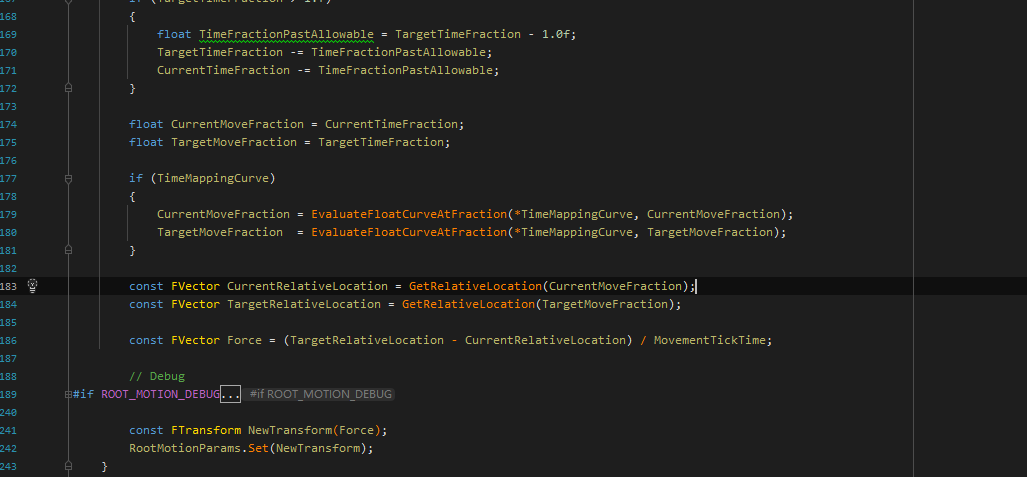 168 {
169 float TimeFractionPastAllowable = TargetTimeFraction - 1.0f;
170 TargetTimeFraction -= TimeFractionPastAllowable;
171 CurrentTimeFraction -= TimeFractionPastAllowable;
172 }
173
174 float CurrentMoveFraction = CurrentTimeFraction;
175 float TargetMoveFraction = TargetTimeFraction;
176
177 if (TimeMappingCurve)
178 {
179 CurrentMoveFraction = EvaluateFloatCurveAtFraction(*TimeMappingCurve, CurrentMoveFraction);
180 TargetMoveFraction  = EvaluateFloatCurveAtFraction(*TimeMappingCurve, TargetMoveFraction);
181 }
182
183 const FVector CurrentRelativeLocation = GetRelativeLocation(CurrentMoveFraction);
184 const FVector TargetRelativeLocation = GetRelativeLocation(TargetMoveFraction);
185
186 const FVector Force = (TargetRelativeLocation - CurrentRelativeLocation) / MovementTickTime;
187
188 // Debug
189 #if ROOT_MOTION_DEBUG... #if ROOT_MOTION_DEBUG
240
241 const FTransform NewTransform(Force);
242 RootMotionParams.Set(NewTransform);
243 }